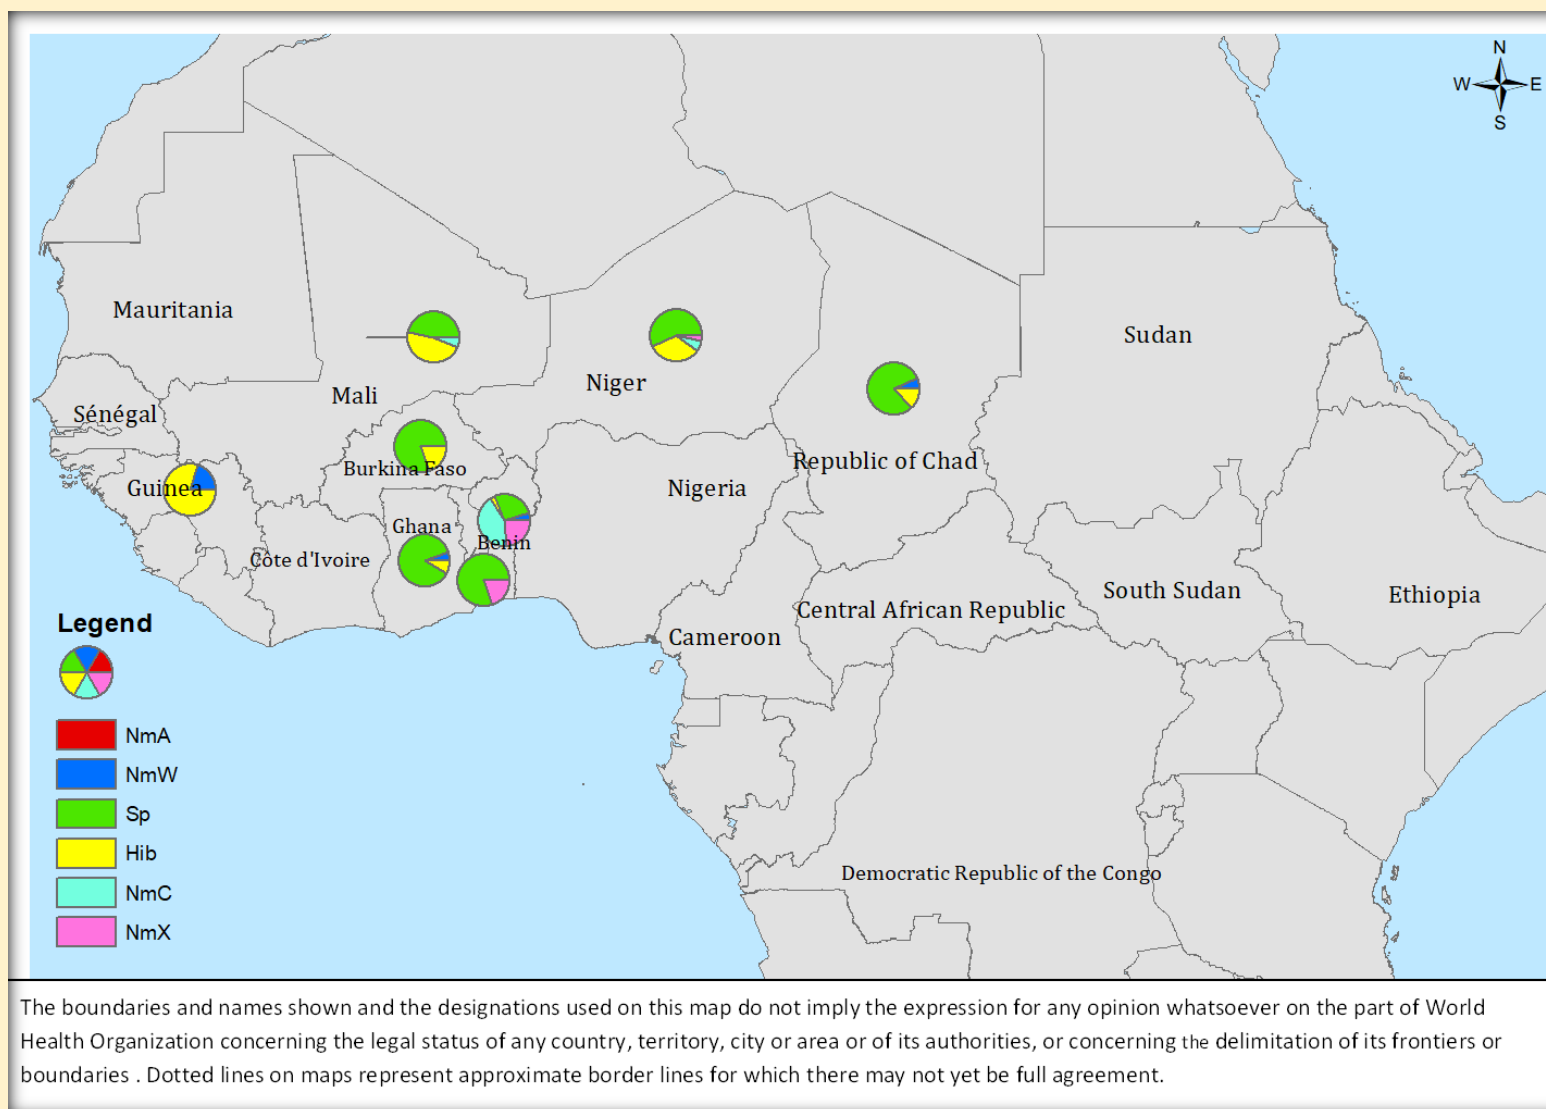 N
W E
S
Mauritania
Sudan
Niger
Mali
Sénégal
Republic of Chad
Burkina Faso
Guinea
Nigeria
Ghana
Benin
Côte d'Ivoire
South Sudan
Ethiopia
Central African Republic
Cameroon
Democratic Republic of the Congo
Legend
NmA
NmW
Sp
Hib
NmC
NmX
The boundaries and names shown and the designations used on this map do not imply the expression for any opinion whatsoever on the part of World
Health Organization concerning the legal status of any country, territory, city or area or of its authorities, or concerning the delimitation of its frontiers or
boundaries . Dotted lines on maps represent approximate border lines for which there may not yet be full agreement.